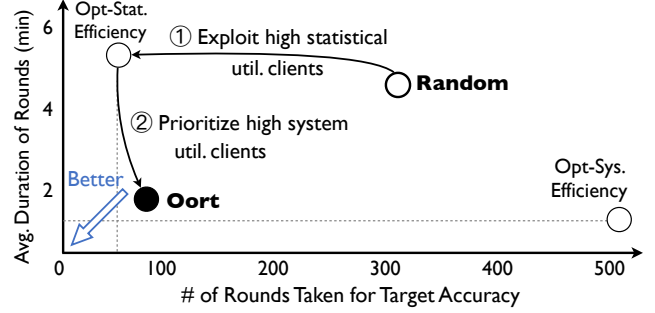 Opt-Stat.
Efficiency
① Exploit high statistical
util. clients
Random
② Prioritize high system
util. clients
Opt-Sys.
Efficiency
Better
Oort
Avg. Duration of Rounds (min)
6
4
2
0 100 200 300 400 500
# of Rounds Taken for Target Accuracy